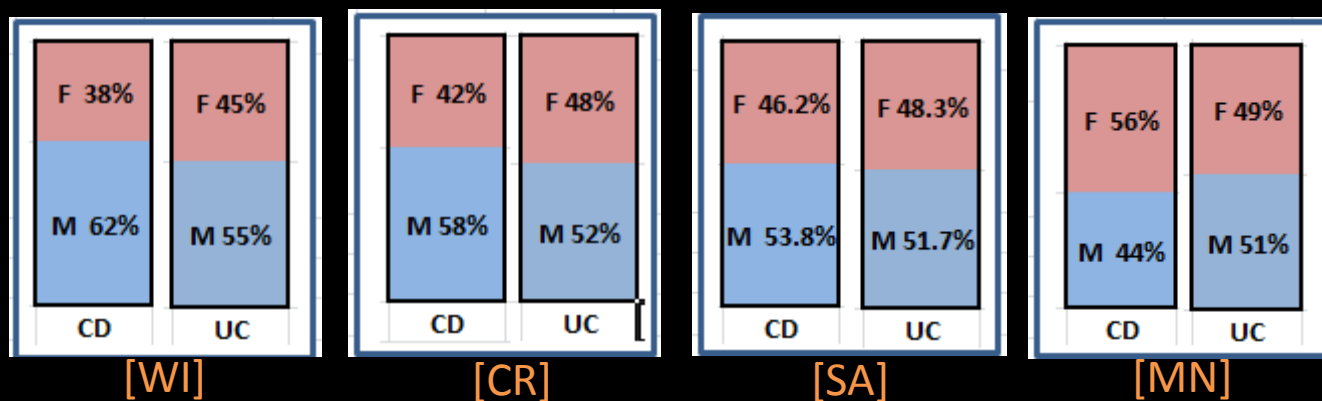 F 38%
F 45%
M 62%
M 55%
CD
UC
[WI]
F 42%
F 48%
M 58%
M 52%
CD
UC
[CR]
F 46.2%
F 48.3%
M 53.8%
M 51.7%
CD
UC
[SA]
F 56%
F 49%
M 44%
M 51%
CD
UC
[MN]